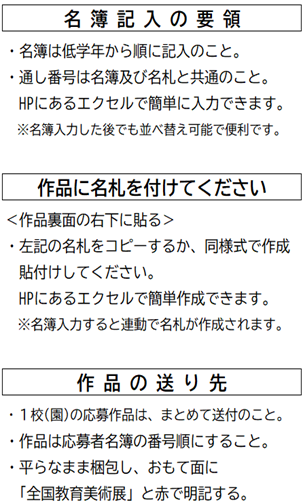 名簿記入の要領
・名簿は低学年から順に記入のこと。
・通し番号は名簿及び名札と共通のこと。
HPにあるエクセルで簡単に入力できます。
※名簿入力した後でも並べ替え可能で便利です。
作品に名札を付けてください
<作品裏面の右下に貼る>
・左記の名札をコピーするか、同様式で作成
貼付けしてください。
HPにあるエクセルで簡単作成できます。
※名簿入力すると連動で名札が作成されます。
作品の送り先
・1校(園)の応募作品は、まとめて送付のこと。
・作品は応募者名簿の番号順にすること。
・平らなまま梱包し、おもて面に
「全国教育美術展」と赤で明記する。